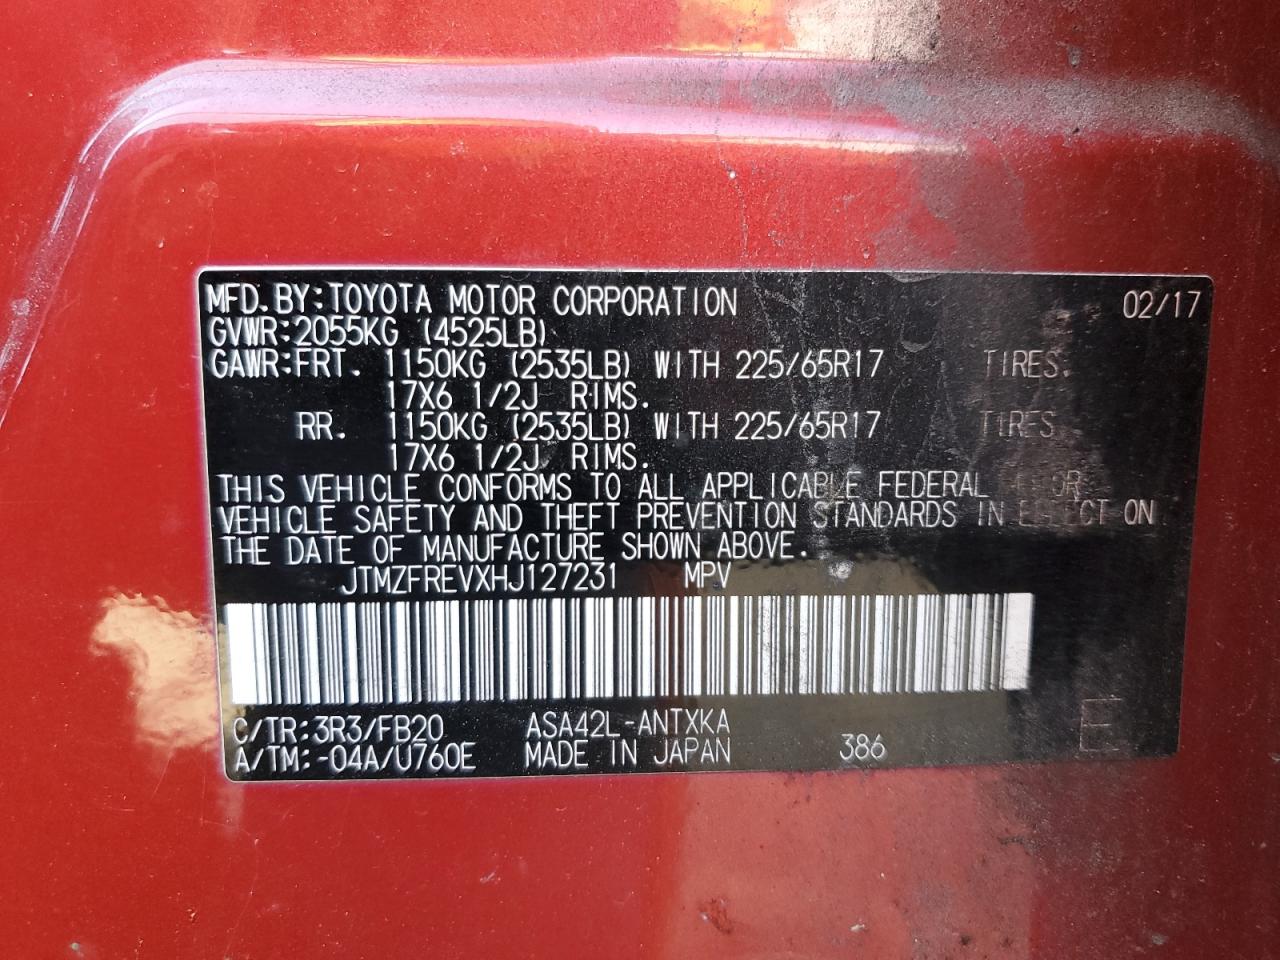 MFD. BY:TOYOTA MOTOR CORPORATION 02/17
GVWR:2055KG (4525LB)
GAWR:FRT. 1150KG (2535LB) WITH 225/65R17 TIRES.
17X6 1/2J RIMS.
RR. 1150KG (2535LB) WITH 225/65R17 TIRES
17X6 1/2J RIMS.
THIS VEHICLE CONFORMS TO ALL APPLICABLE FEDERAL
VEHICLE SAFETY AND THEFT PREVENTION STANDARDS IN EFFECT ON
THE DATE OF MANUFACTURE SHOWN ABOVE.
JTMZFREVXHJ127231 MPV
C/TR:3R3/FB20 ASA42L-ANTXKA
A/TM:-04A/U760E MADE IN JAPAN 386 E